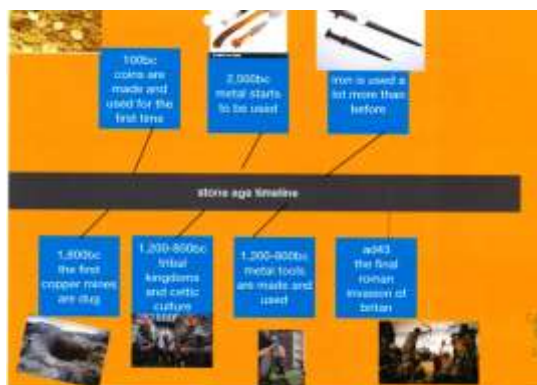 100bc
coins are
made and
used for the
first time
2,000bc
metal starts
to be used
iron is used a
lot more than
before
stone age timeline
1,800bc
the first
copper mines
are dug
1,200-800bc
tribal
kingdoms
and celtic
culture
1,200-800bc
metal tools
are made and
used
ad43
the final
roman
invasion of
britan